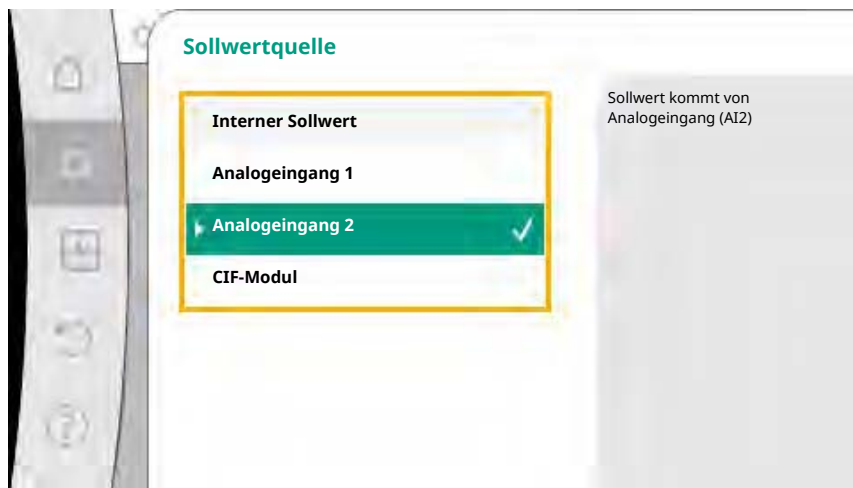 Sollwertquelle
Interner Sollwert
Analogeingang 1
Analogeingang 2
CIF-Modul
Sollwert kommt von
Analogeingang (AI2)